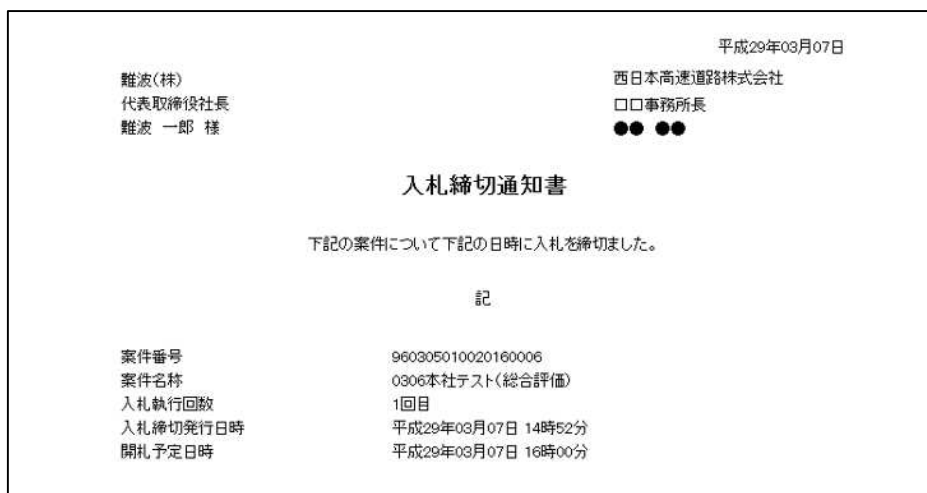 平成29年03月07日
難波(株)
代表取締役社長
難波 一郎 様
西日本高速道路株式会社
口口事務所長
●● ●●
入札締切通知書
下記の案件について下記の日時に入札を締切ました。
記
案件番号 960305010020160006
案件名称 0306本社テスト(総合評価)
入札執行回数 1回目
入札締切発行日時 平成29年03月07日 14時52分
開札予定日時 平成29年03月07日 16時00分